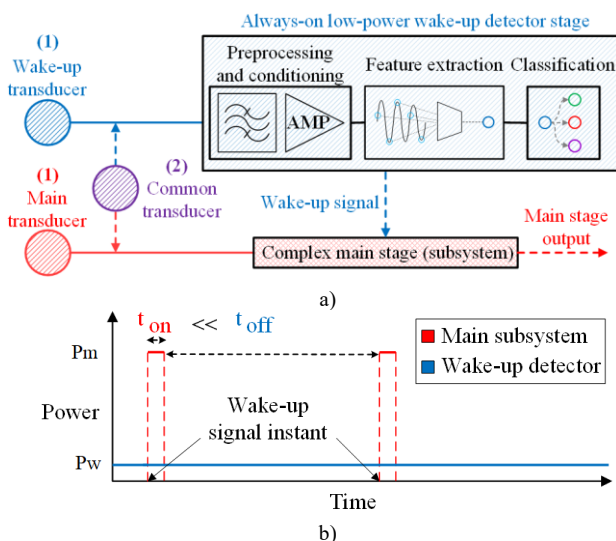 Always-on low-power wake-up detector stage
(1)
Wake-up
transducer
Preprocessing
and conditioning
Feature extraction
Classification
AMP
(2)
Common
transducer
(1)
Main
transducer
Wake-up
signal
Main stage
output
Complex main stage (subsystem)
a)
t on << t off
Main subsystem
Wake-up detector
Pm
Power
Wake-up
signal instant
Pw
Time
b)